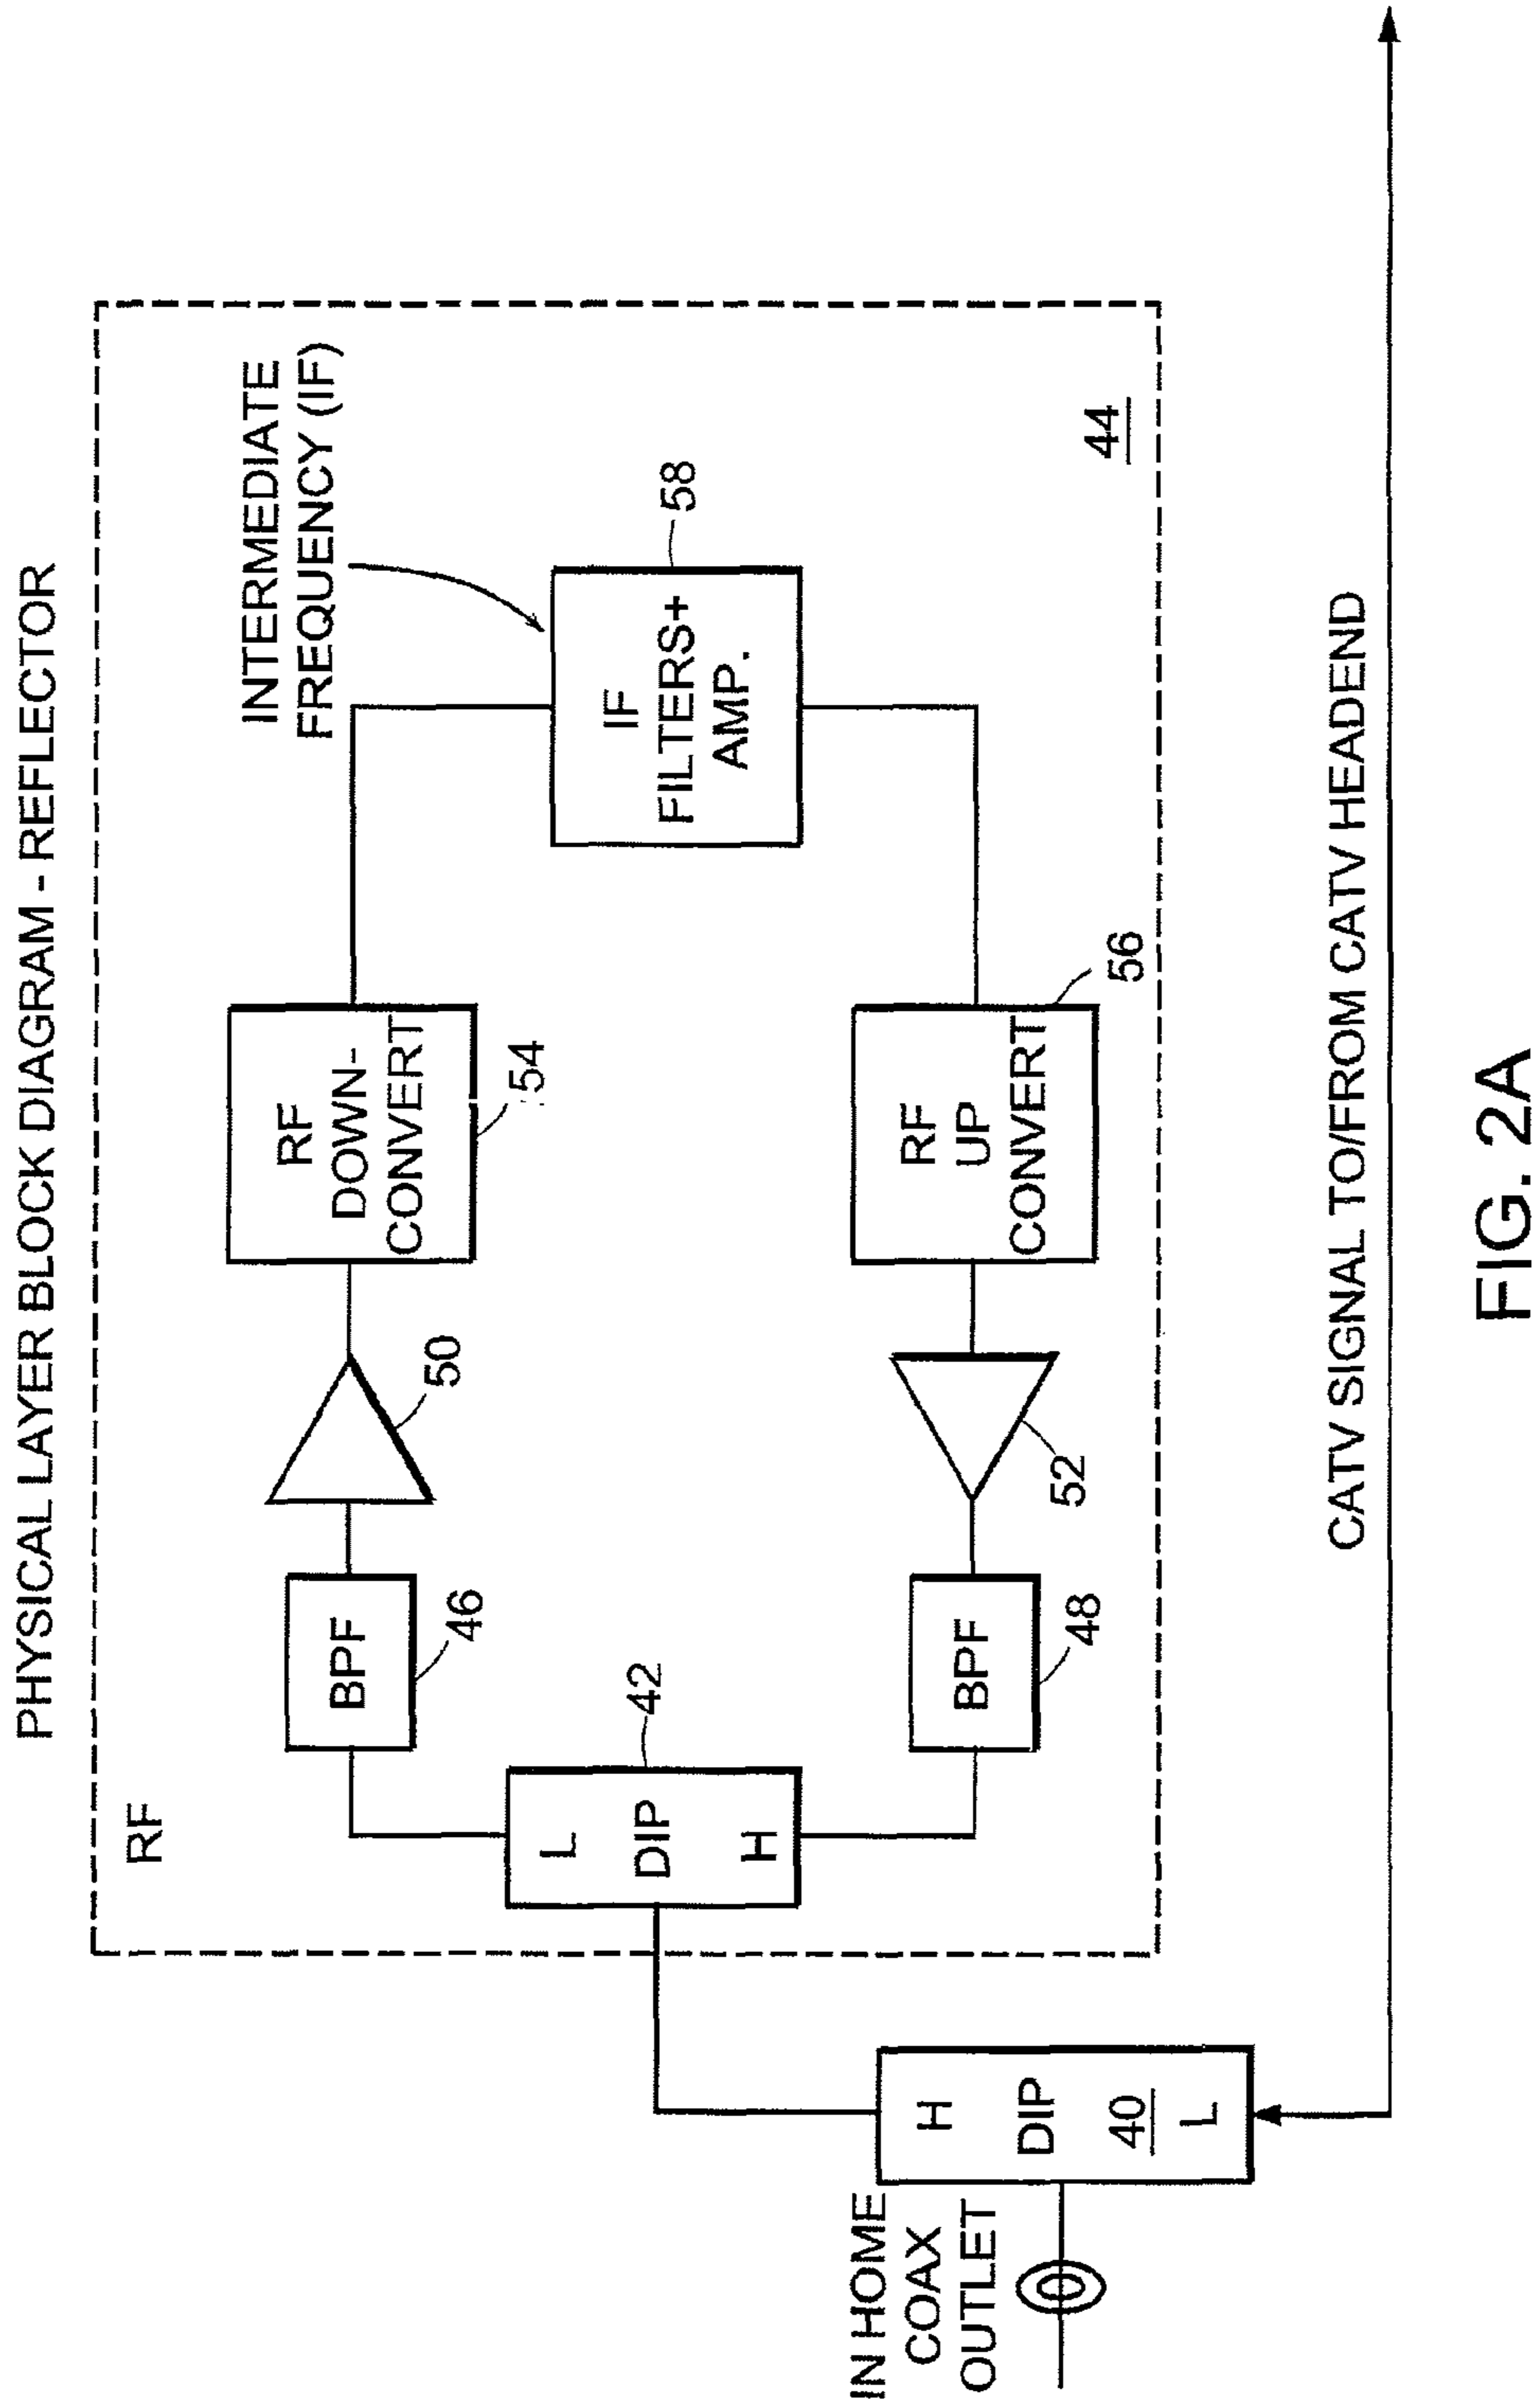 PHYSICAL LAYER BLOCK DIAGRAM - REFLECTOR
RF
INTERMEDIATE
FREQUENCY (IF)
BPF
46
50
RF
DOWN-
CONVERT
54
L
DIP
H
42
IF
FILTERS+
AMP.
58
BPF
48
52
RF
UP
CONVERT
56
44
IN HOME
COAX
OUTLET
H
DIP
40
L
CATV SIGNAL TO/FROM CATV HEADEND
FIG. 2A